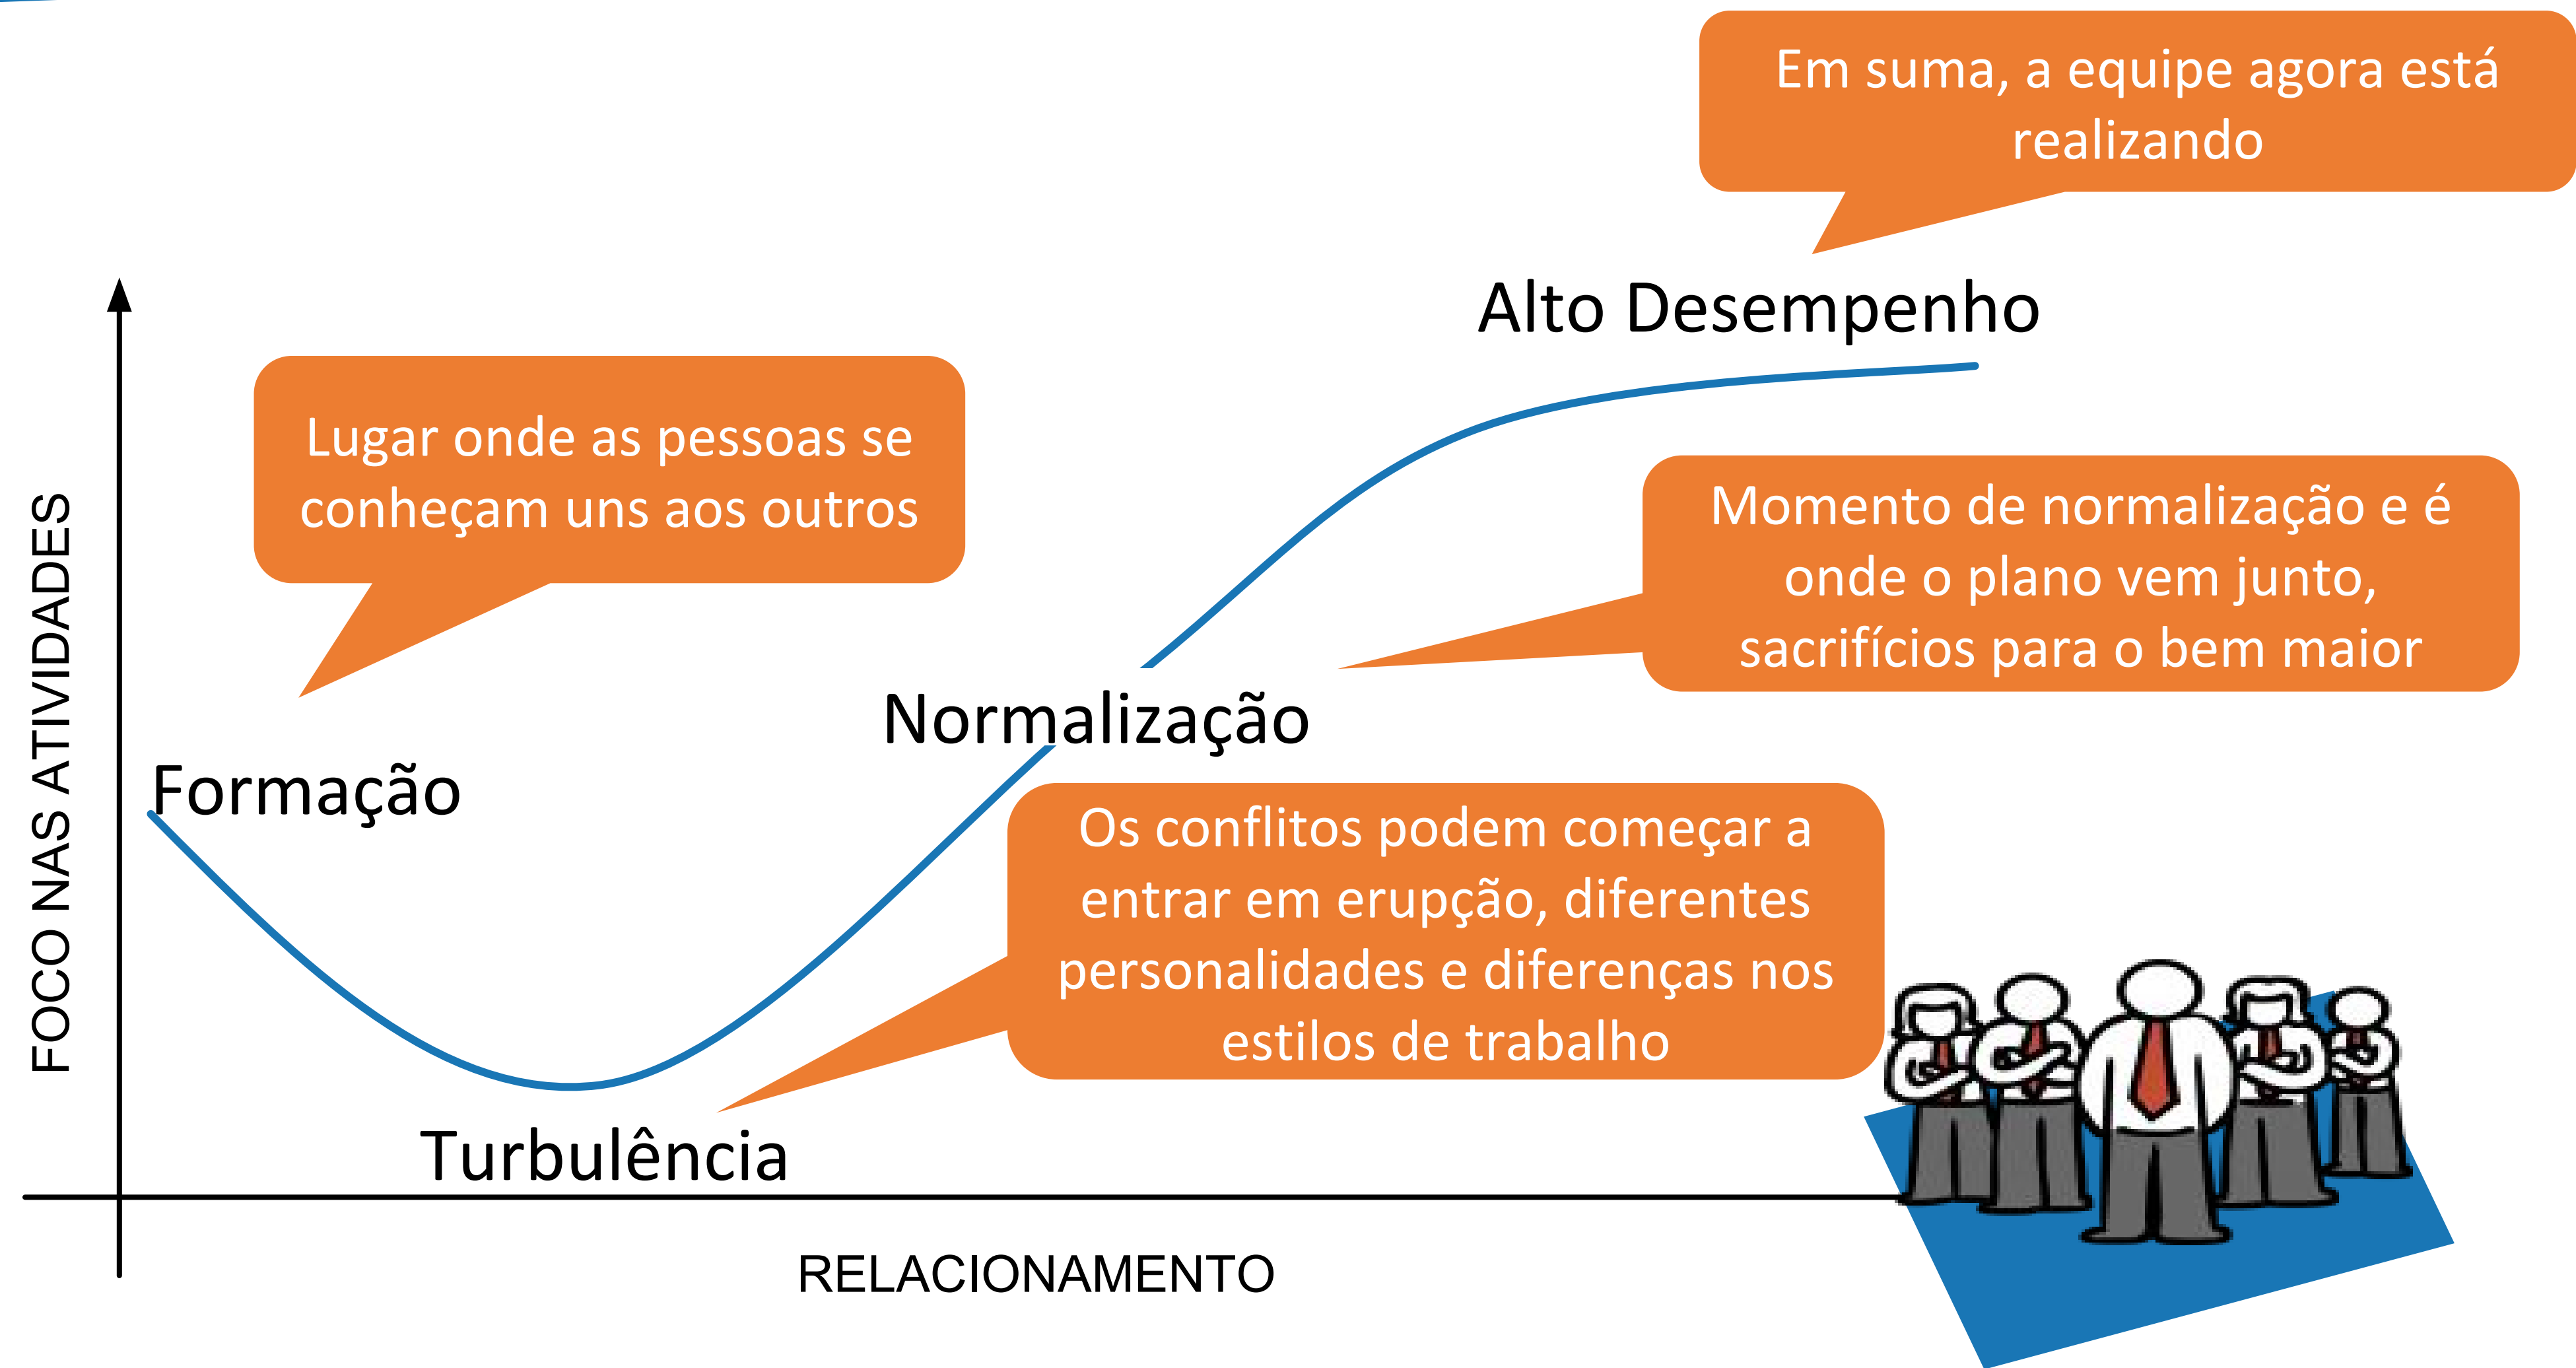 Em suma, a equipe agora está
realizando
Alto Desempenho
Lugar onde as pessoas se
conheçam uns aos outros
Momento de normalização e é
onde o plano vem junto,
sacrifícios para o bem maior
FOCO NAS ATIVIDADES
Normalização
Formação
Os conflitos podem começar a
entrar em erupção, diferentes
personalidades e diferenças nos
estilos de trabalho
Turbulência
RELACIONAMENTO